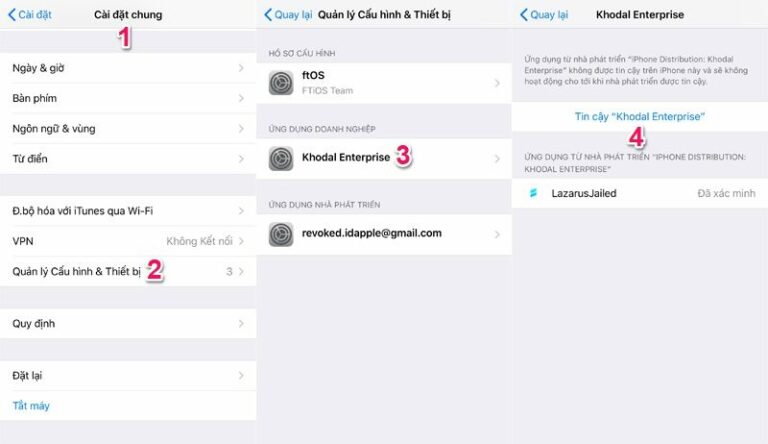 Cài đặt
Cài đặt chung
1
Ngày & giờ
Bàn phím
Ngôn ngữ & vùng
Từ điển
Đ.bộ hóa với iTunes qua Wi-Fi
VPN
Không Kết nối
Quản lý Cấu hình & Thiết bị
2
3
Quy định
Đặt lại
Tắt máy
Quay lại
Quản lý Cấu hình & Thiết bị
HỒ SƠ CẤU HÌNH
ftOS
FTiOS Team
ỨNG DỤNG DOANH NGHIỆP
Khodal Enterprise
3
ỨNG DỤNG NHÀ PHÁT TRIỂN
revoked.idapple@gmail.com
Quay lại
Khodal Enterprise
Ứng dụng từ nhà phát triển "iPhone Distribution: Khodal
Enterprise" không được tin cậy trên iPhone này và sẽ không
hoạt động cho tới khi nhà phát triển được tin cậy.
Tin cậy "Khodal Enterprise"
4
ỨNG DỤNG TỪ NHÀ PHÁT TRIỂN "IPHONE DISTRIBUTION:
KHODAL ENTERPRISE"
LazarusJailed
Đã xác minh